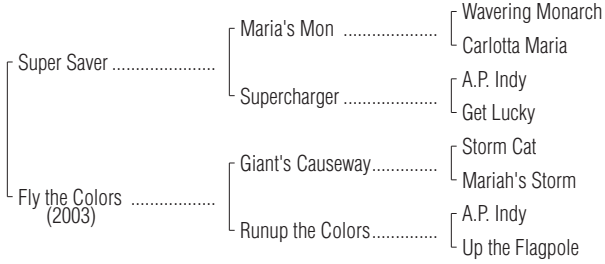 Wavering Monarch
Maria's Mon ..................
Carlotta Maria
Super Saver ......................
A.P. Indy
Supercharger ..................
Get Lucky
Storm Cat
Giant's Causeway..............
Mariah's Storm
Fly the Colors ..................
(2003)
A.P. Indy
Runup the Colors..............
Up the Flagpole